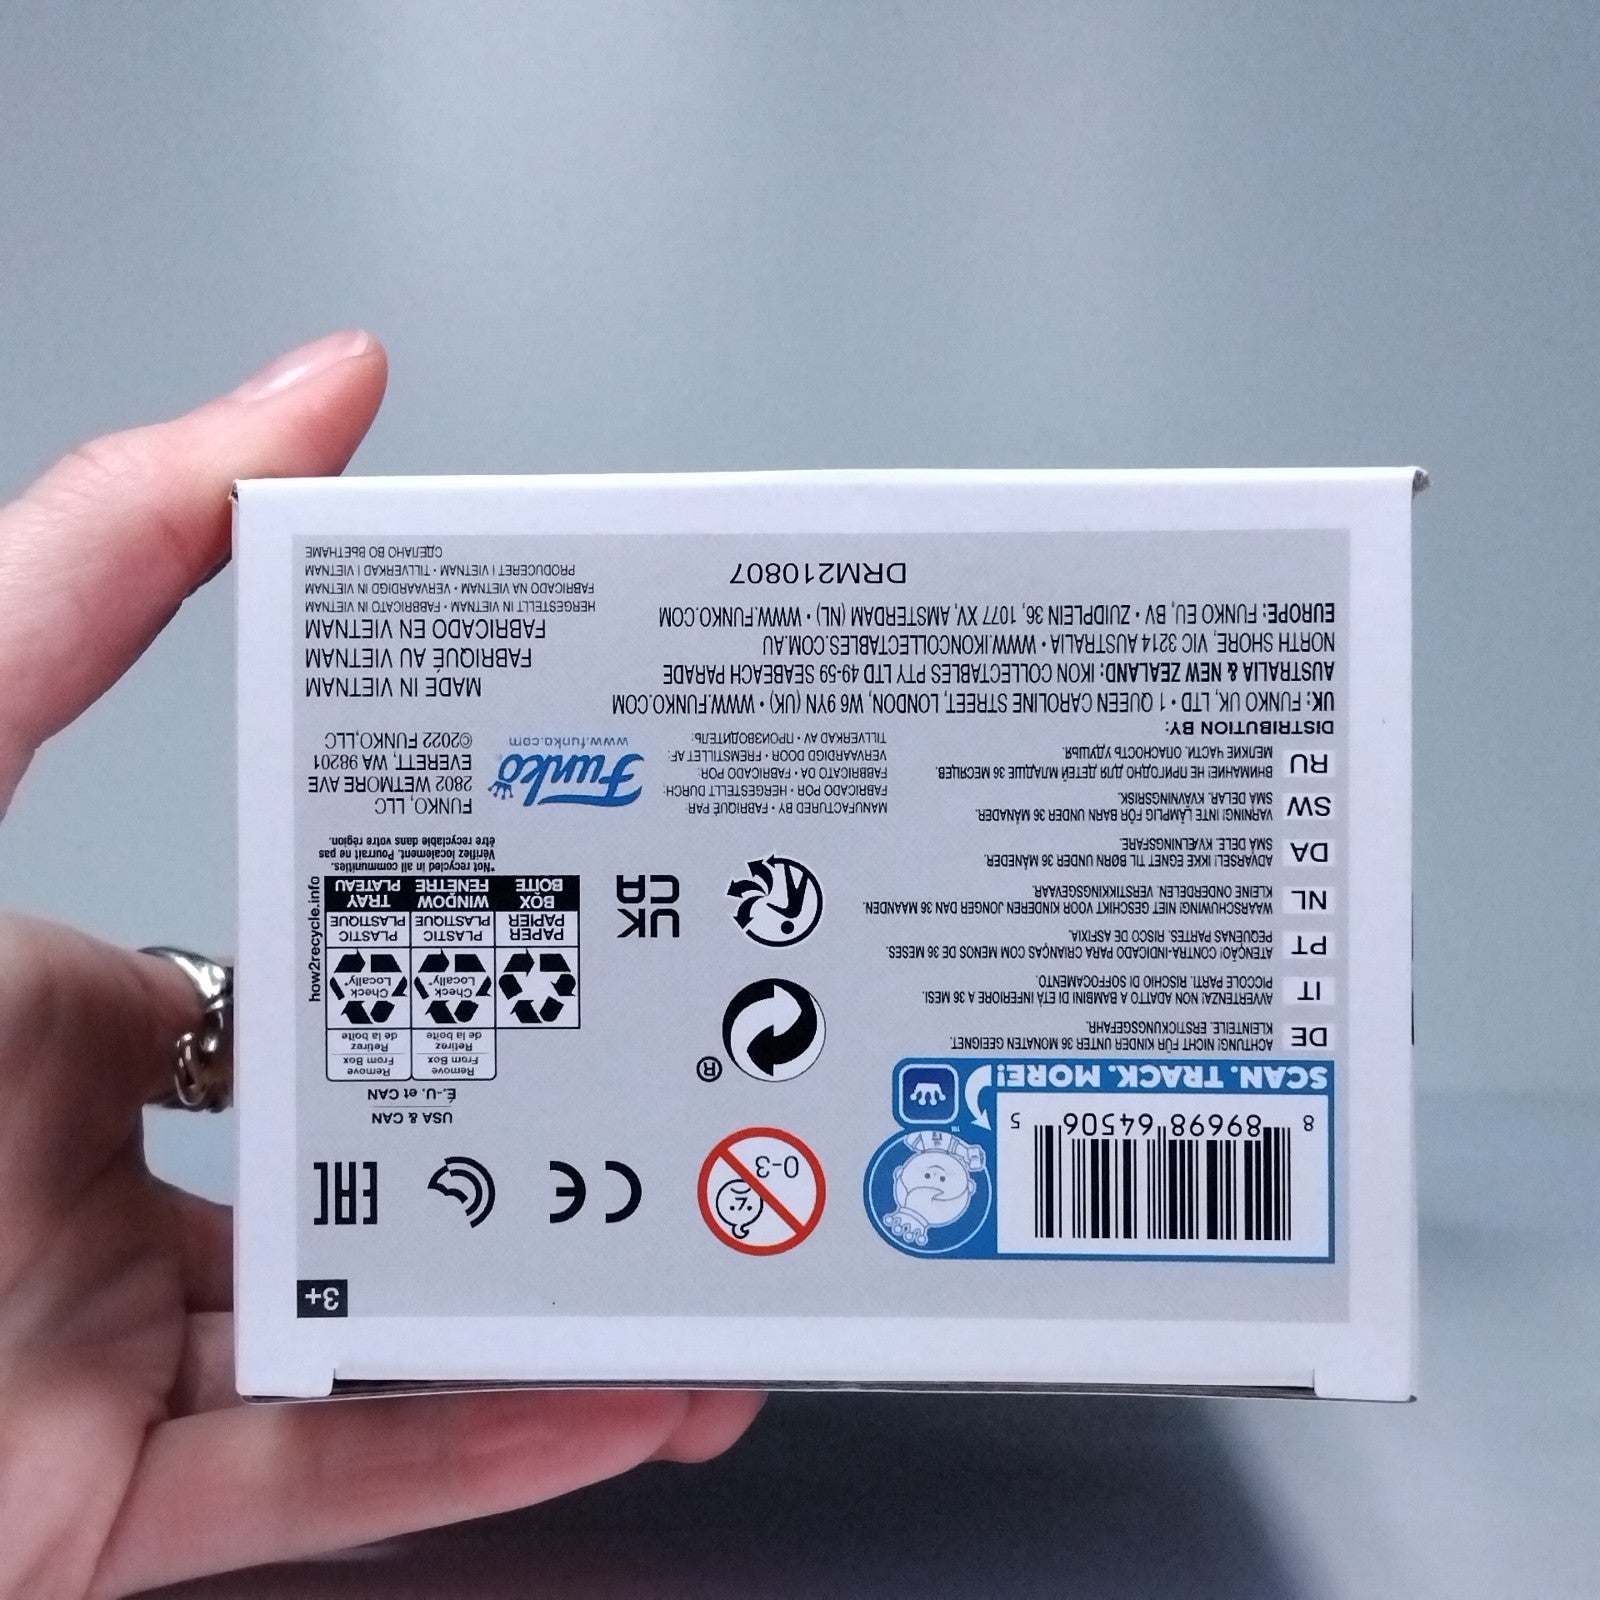 3+
8 89698 64506 5
SCAN. TRACK. MORE!
TM
0-3
CE
EAC
USA & CAN
É.-U. et CAN
Remove
From Box
Retirez
de la boîte
Remove
From Box
Retirez
de la boîte
Check
Locally*
Check
Locally*
PAPER
PAPIER
BOX
BOÎTE
PLASTIC
PLASTIQUE
WINDOW
FENÊTRE
PLASTIC
PLASTIQUE
TRAY
PLATEAU
how2recycle.info
*Not recycled in all communities.
Vérifiez localement. Pourrait ne pas
être recyclable dans votre région.
®
UK
CA
DE ACHTUNG! NICHT FÜR KINDER UNTER 36 MONATEN GEEIGNET.
KLEINTEILE. ERSTICKUNGSGEFAHR.
IT AVVERTENZA! NON ADATTO A BAMBINI DI ETÀ INFERIORE A 36 MESI.
PICCOLE PARTI. RISCHIO DI SOFFOCAMENTO.
PT ATENÇÃO! CONTRA-INDICADO PARA CRIANÇAS COM MENOS DE 36 MESES.
PEQUENAS PARTES. RISCO DE ASFIXIA.
NL WAARSCHUWING! NIET GESCHIKT VOOR KINDEREN JONGER DAN 36 MAANDEN.
KLEINE ONDERDELEN. VERSTIKKINGSGEVAAR.
DA ADVARSEL! IKKE EGNET TIL BØRN UNDER 36 MÅNEDER.
SMÅ DELE. KVÆLNINGSFARE.
SW VARNING! INTE LÄMPLIG FÖR BARN UNDER 36 MÅNADER.
SMÅ DELAR. KVÄVNINGSRISK.
RU ВНИМАНИЕ! НЕ ПРИГОДНО ДЛЯ ДЕТЕЙ МЛАДШЕ 36 МЕСЯЦЕВ.
МЕЛКИЕ ЧАСТИ. ОПАСНОСТЬ УДУШЬЯ.
MANUFACTURED BY • FABRIQUÉ PAR:
FABRICADO POR • HERGESTELLT DURCH:
FABBRICATO DA • FABRICADO POR:
VERVAARDIGD DOOR • FREMSTILLET AF:
TILLVERKAD AV • ПРОИЗВОДИТЕЛЬ:
Funko®
www.funko.com
FUNKO, LLC
2802 WETMORE AVE
EVERETT, WA 98201
©2022 FUNKO,LLC
DISTRIBUTION BY:
UK: FUNKO UK, LTD • 1 QUEEN CAROLINE STREET, LONDON, W6 9YN (UK) • WWW.FUNKO.COM
AUSTRALIA & NEW ZEALAND: IKON COLLECTABLES PTY LTD 49-59 SEABEACH PARADE
NORTH SHORE, VIC 3214 AUSTRALIA • WWW.IKONCOLLECTABLES.COM.AU
EUROPE: FUNKO EU, BV • ZUIDPLEIN 36, 1077 XV, AMSTERDAM (NL) • WWW.FUNKO.COM
MADE IN VIETNAM
FABRIQUÉ AU VIETNAM
FABRICADO EN VIETNAM
HERGESTELLT IN VIETNAM • FABBRICATO IN VIETNAM
FABRICADO NA VIETNAM • VERVAARDIGD IN VIETNAM
PRODUCERET I VIETNAM • TILLVERKAD I VIETNAM
СДЕЛАНО ВО ВЬЕТНАМЕ
DRM210807